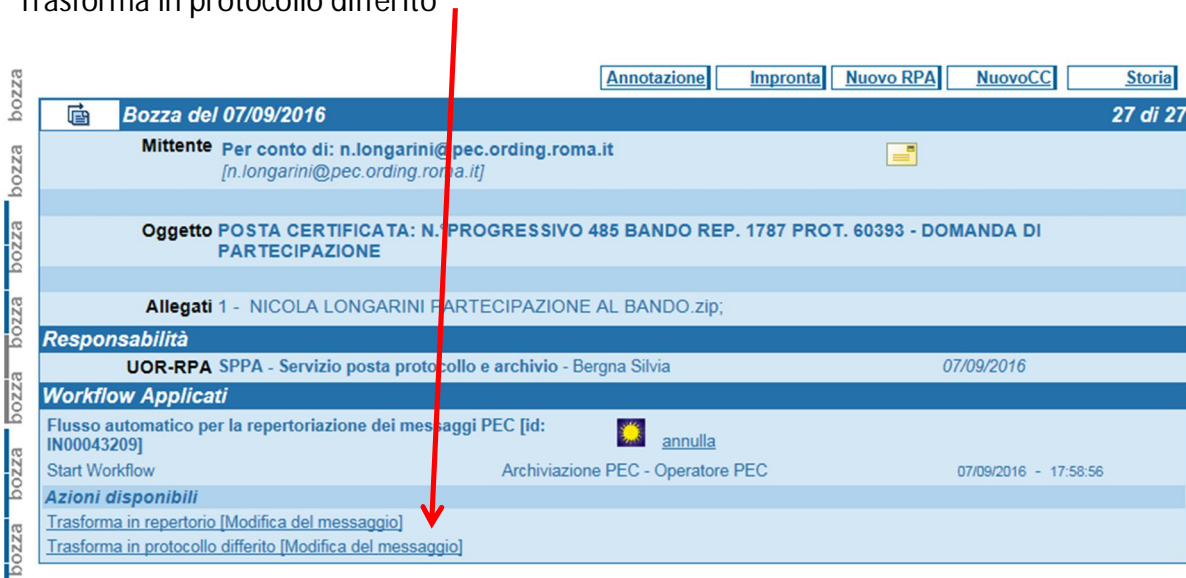 Trasforma in protocollo differito
Annotazione Impronta Nuovo RPA NuovoCC Storia
Bozza del 07/09/2016 27 di 27
Mittente Per conto di: n.longarini@pec.ording.roma.it
[n.longarini@pec.ording.roma.it]
Oggetto POSTA CERTIFICATA: N.°PROGRESSIVO 485 BANDO REP. 1787 PROT. 60393 - DOMANDA DI
PARTECIPAZIONE
Allegati 1 - NICOLA LONGARINI PARTECIPAZIONE AL BANDO.zip;
Responsabilità
UOR-RPA SPPA - Servizio posta protocollo e archivio - Bergna Silvia 07/09/2016
Workflow Applicati
Flusso automatico per la repertoriazione dei messaggi PEC [id:
IN00043209] annulla
Start Workflow Archiviazione PEC - Operatore PEC 07/09/2016 - 17:58:56
Azioni disponibili
Trasforma in repertorio [Modifica del messaggio]
Trasforma in protocollo differito [Modifica del messaggio]
bozza
bozza
bozza
bozza
bozza
bozza
bozza